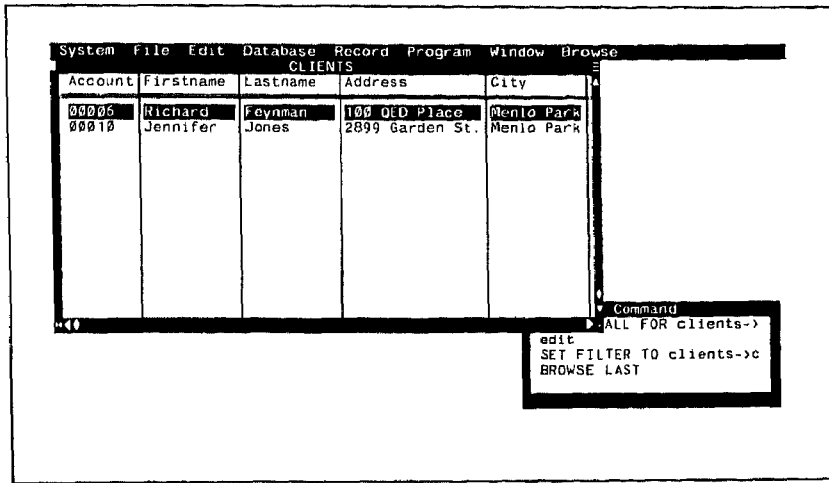 System File Edit Database Record Program Window Browse
CLIENTS
Account Firstname Lastname Address City
00006 Richard Feynman 100 QED Place Menlo Park
00010 Jennifer Jones 2899 Garden St. Menlo Park
Command
ALL FOR clients->
edit
SET FILTER TO clients->c
BROWSE LAST